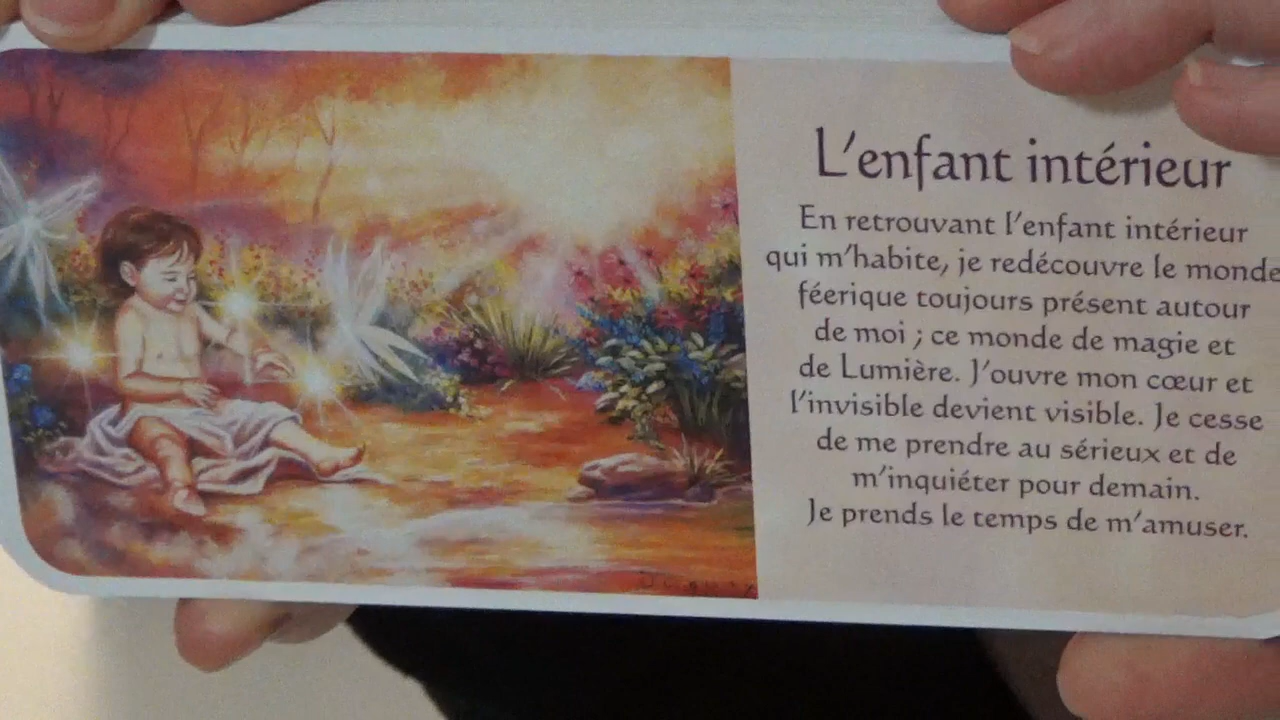 L'enfant intérieur
En retrouvant l'enfant intérieur
qui m'habite, je redécouvre le monde
féerique toujours présent autour
de moi ; ce monde de magie et
de Lumière. J'ouvre mon cœur et
l'invisible devient visible. Je cesse
de me prendre au sérieux et de
m'inquiéter pour demain.
Je prends le temps de m'amuser.